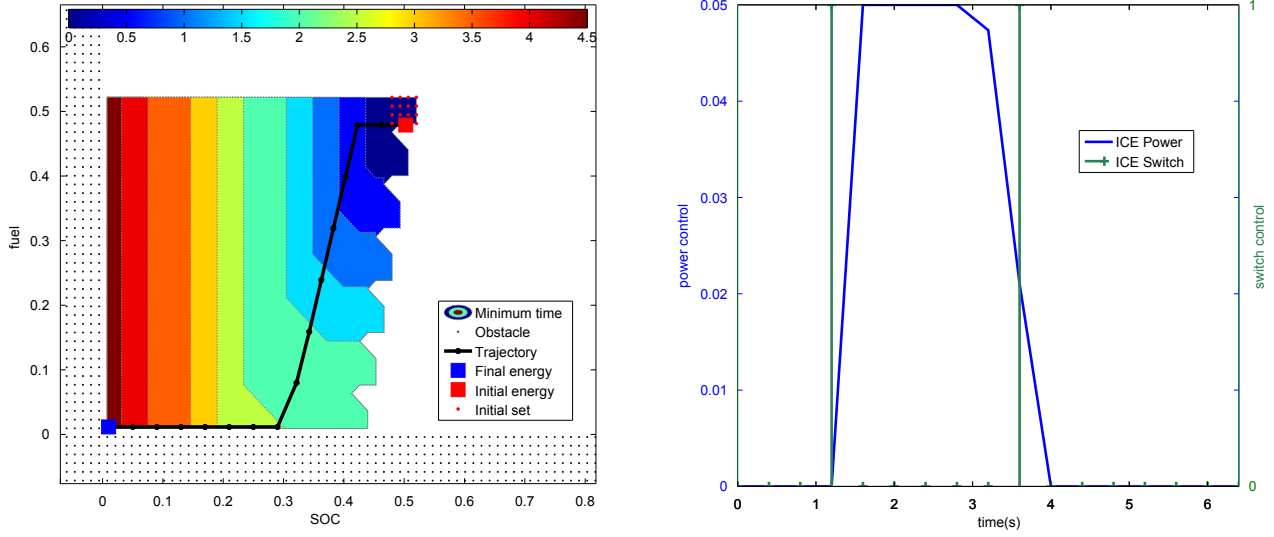 0 0.5 1 1.5 2 2.5 3 3.5 4 4.5
0.6
0.5
0.4
0.3
0.2
0.1
0
fuel
0 0.1 0.2 0.3 0.4 0.5 0.6 0.7 0.8
SOC
Minimum time
Obstacle
Trajectory
Final energy
Initial energy
Initial set
0.05
0.04
0.03
0.02
0.01
0
power control
0 1 2 3 4 5 6
time(s)
1
0
switch control
ICE Power
ICE Switch